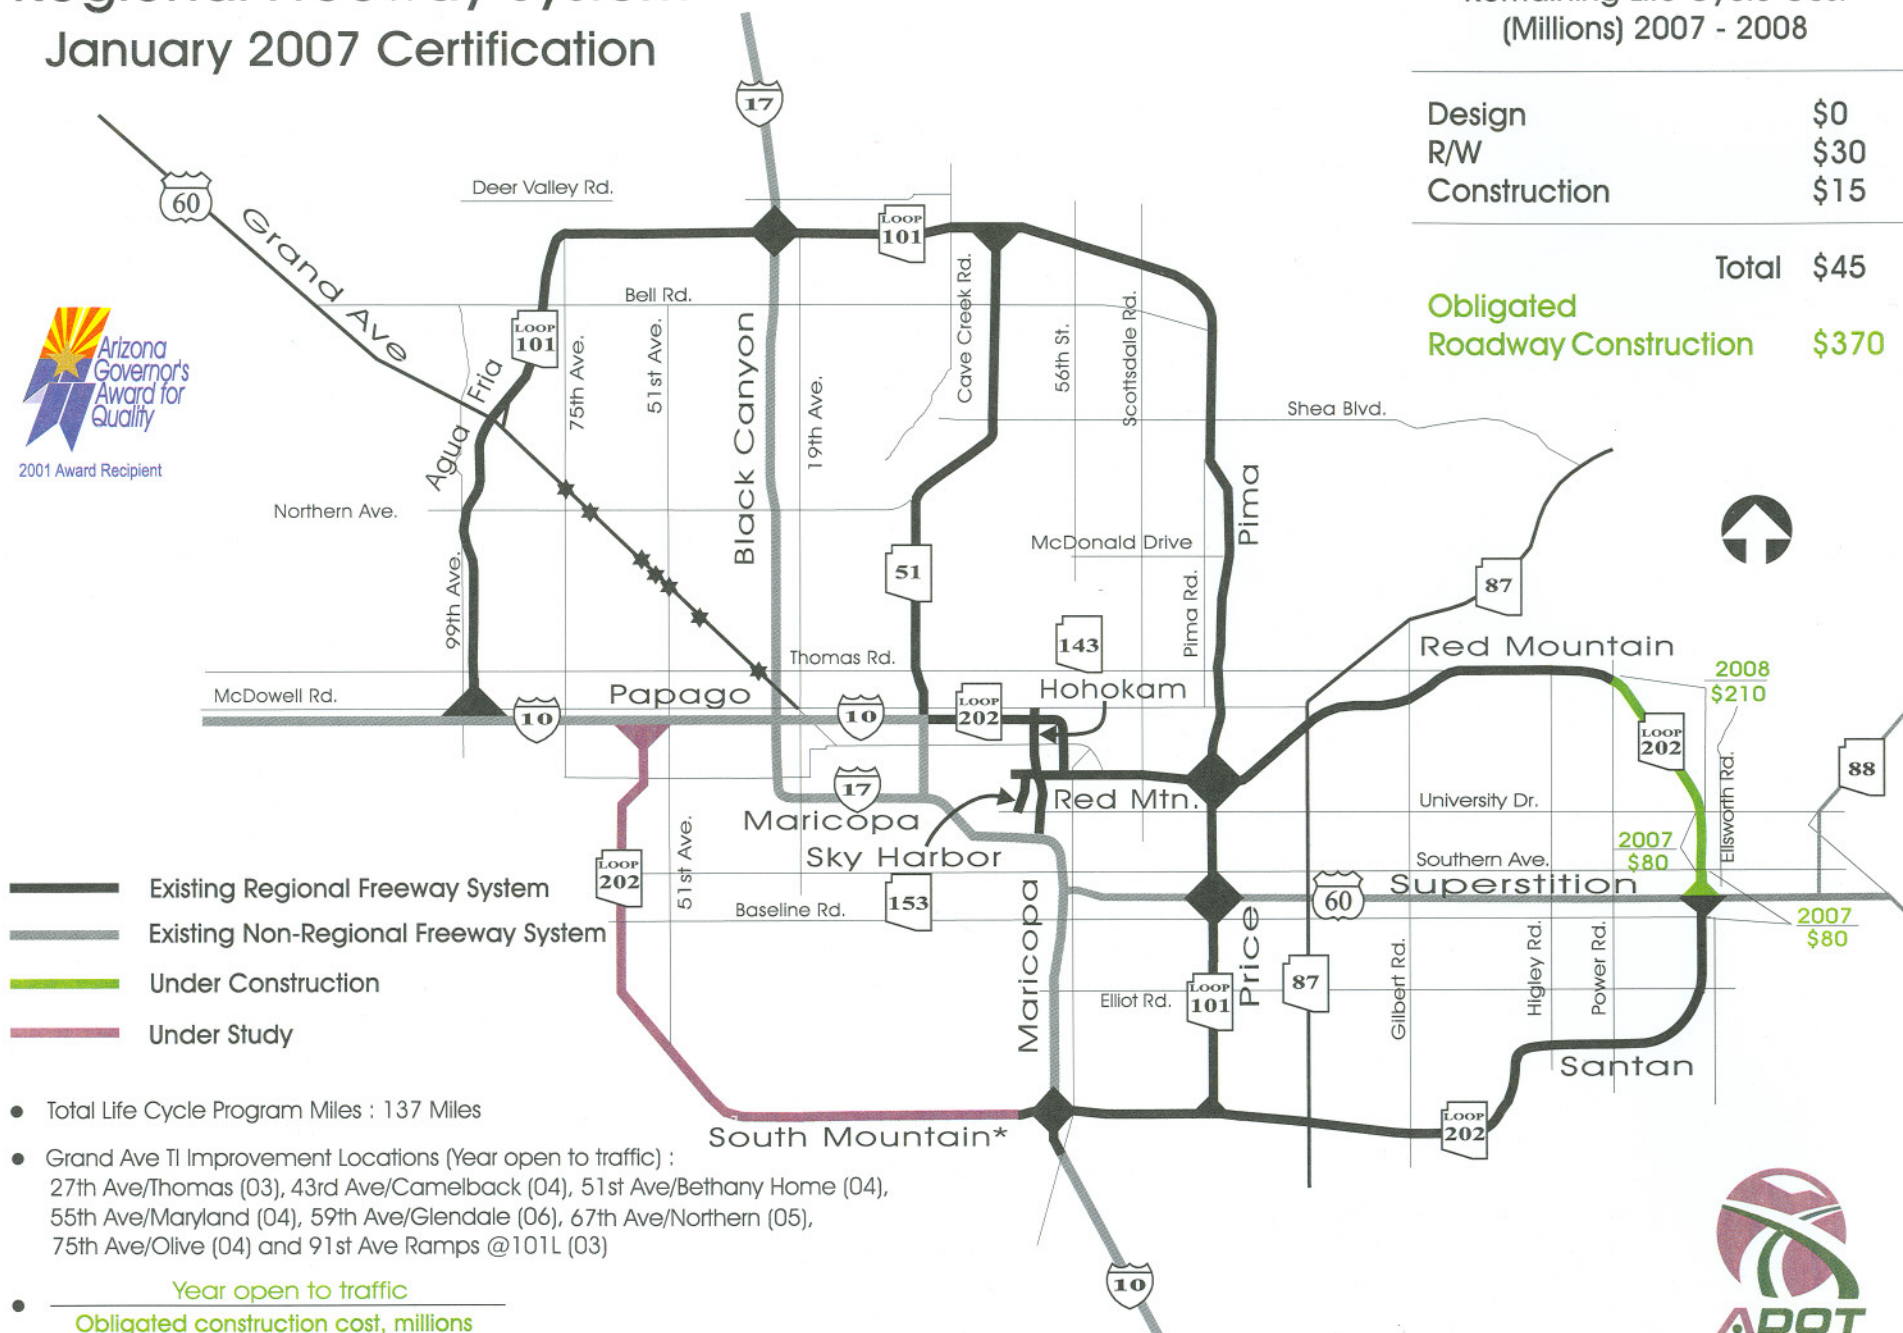 Regional Freeway System
January 2007 Certification
Remaining Life Cycle Cost
(Millions) 2007 - 2008
Design $0
R/W $30
Construction $15
Total $45
Obligated
Roadway Construction $370
17
60
Grand Ave
Deer Valley Rd.
LOOP
101
Bell Rd.
LOOP
101
Agua Fria
75th Ave.
51st Ave.
Black Canyon
19th Ave.
Cave Creek Rd.
56th St.
Scottsdale Rd.
Shea Blvd.
Arizona
Governor's
Award for
Quality
2001 Award Recipient
Northern Ave.
99th Ave.
51
McDonald Drive
Pima
Pima Rd.
87
143
Thomas Rd.
Hohokam
Red Mountain
2008
$210
McDowell Rd.
Papago
10
10
LOOP
202
LOOP
202
Ellsworth Rd.
88
17
Maricopa
Red Mtn.
University Dr.
Sky Harbor
2007
$80
Southern Ave.
LOOP
202
51st Ave.
153
Baseline Rd.
Superstition
60
2007
$80
Maricopa
Price
Elliot Rd.
LOOP
101
87
Gilbert Rd.
Higley Rd.
Power Rd.
Santan
LOOP
202
South Mountain*
10
Existing Regional Freeway System
Existing Non-Regional Freeway System
Under Construction
Under Study
• Total Life Cycle Program Miles : 137 Miles
• Grand Ave TI Improvement Locations (Year open to traffic) :
27th Ave/Thomas (03), 43rd Ave/Camelback (04), 51st Ave/Bethany Home (04),
55th Ave/Maryland (04), 59th Ave/Glendale (06), 67th Ave/Northern (05),
75th Ave/Olive (04) and 91st Ave Ramps @101L (03)
• Year open to traffic
Obligated construction cost, millions
ADOT